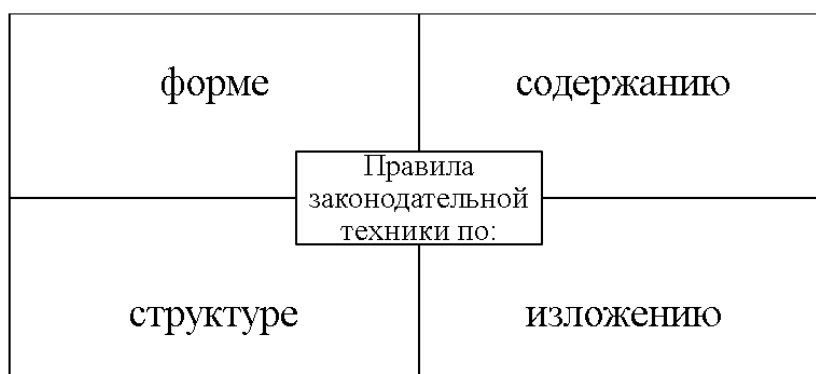 форме
содержанию
Правила
законодательной
техники по:
структуре
изложению